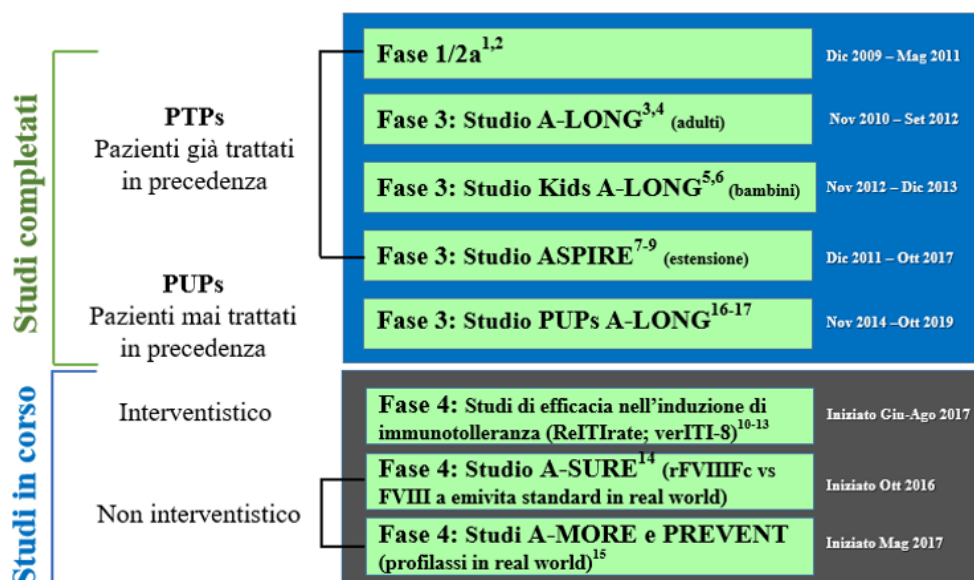 Studi completati
PTPs
Pazienti già trattati
in precedenza
PUPs
Pazienti mai trattati
in precedenza
Fase 1/2a1,2
Dic 2009 – Mag 2011
Fase 3: Studio A-LONG3,4 (adulti)
Nov 2010 – Set 2012
Fase 3: Studio Kids A-LONG5,6 (bambini)
Nov 2012 – Dic 2013
Fase 3: Studio ASPIRE7-9 (estensione)
Dic 2011 – Ott 2017
Fase 3: Studio PUPs A-LONG16-17
Nov 2014 –Ott 2019
Studi in corso
Interventistico
Fase 4: Studi di efficacia nell’induzione di
immunotolleranza (ReITIrate; verITI-8)10-13
Iniziato Giu-Ago 2017
Non interventistico
Fase 4: Studio A-SURE14 (rFVIIIFc vs
FVIII a emivita standard in real world)
Iniziato Ott 2016
Fase 4: Studi A-MORE e PREVENT
(profilassi in real world)15
Iniziato Mag 2017